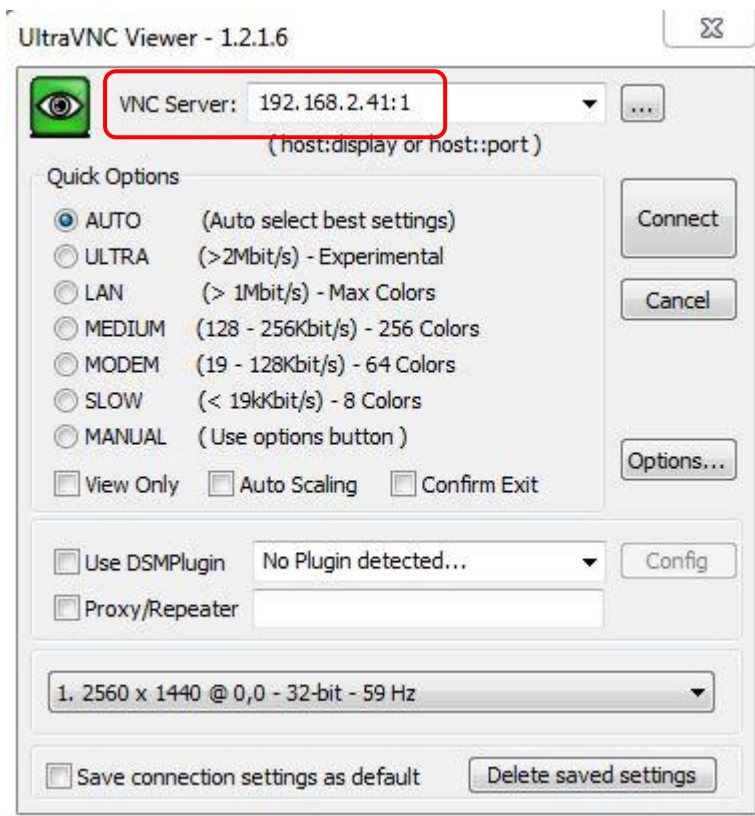 UltraVNC Viewer - 1.2.1.6
VNC Server: 192.168.2.41:1 ...
( host:display or host::port )
Quick Options
AUTO (Auto select best settings)
ULTRA (>2Mbit/s) - Experimental
LAN (> 1Mbit/s) - Max Colors
MEDIUM (128 - 256Kbit/s) - 256 Colors
MODEM (19 - 128Kbit/s) - 64 Colors
SLOW (< 19kKbit/s) - 8 Colors
MANUAL ( Use options button )
View Only Auto Scaling Confirm Exit
Connect
Cancel
Options...
Use DSMPlugin No Plugin detected... Config
Proxy/Repeater
1. 2560 x 1440 @ 0,0 - 32-bit - 59 Hz
Save connection settings as default Delete saved settings